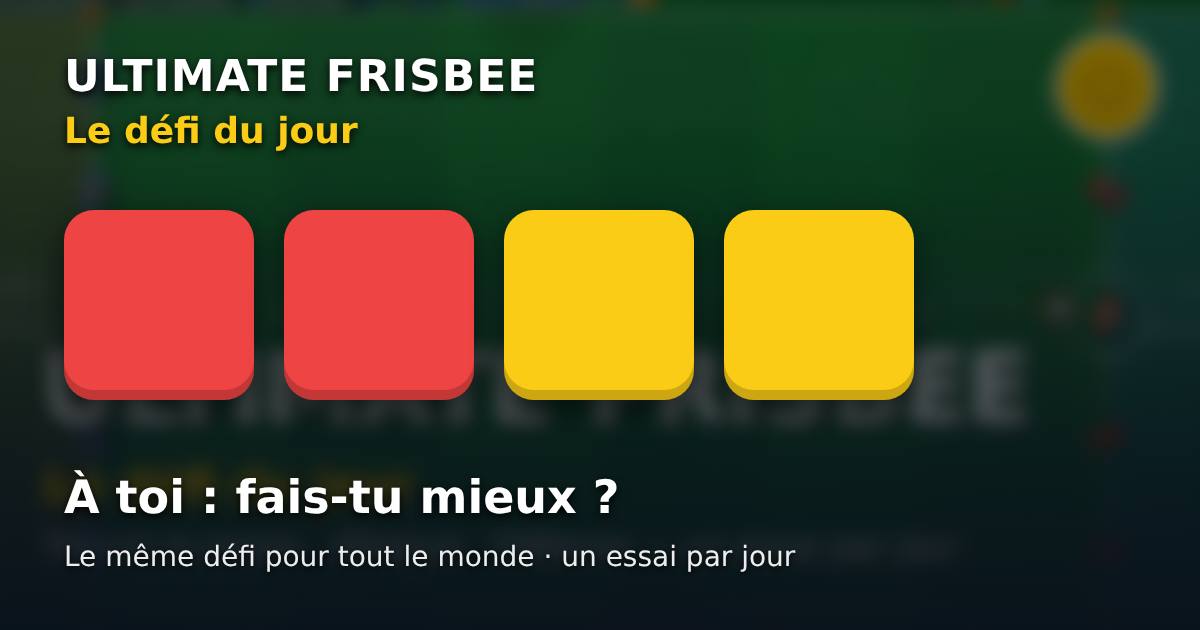 ULTIMATE FRISBEE
Le défi du jour
À toi : fais-tu mieux ?
Le même défi pour tout le monde · un essai par jour